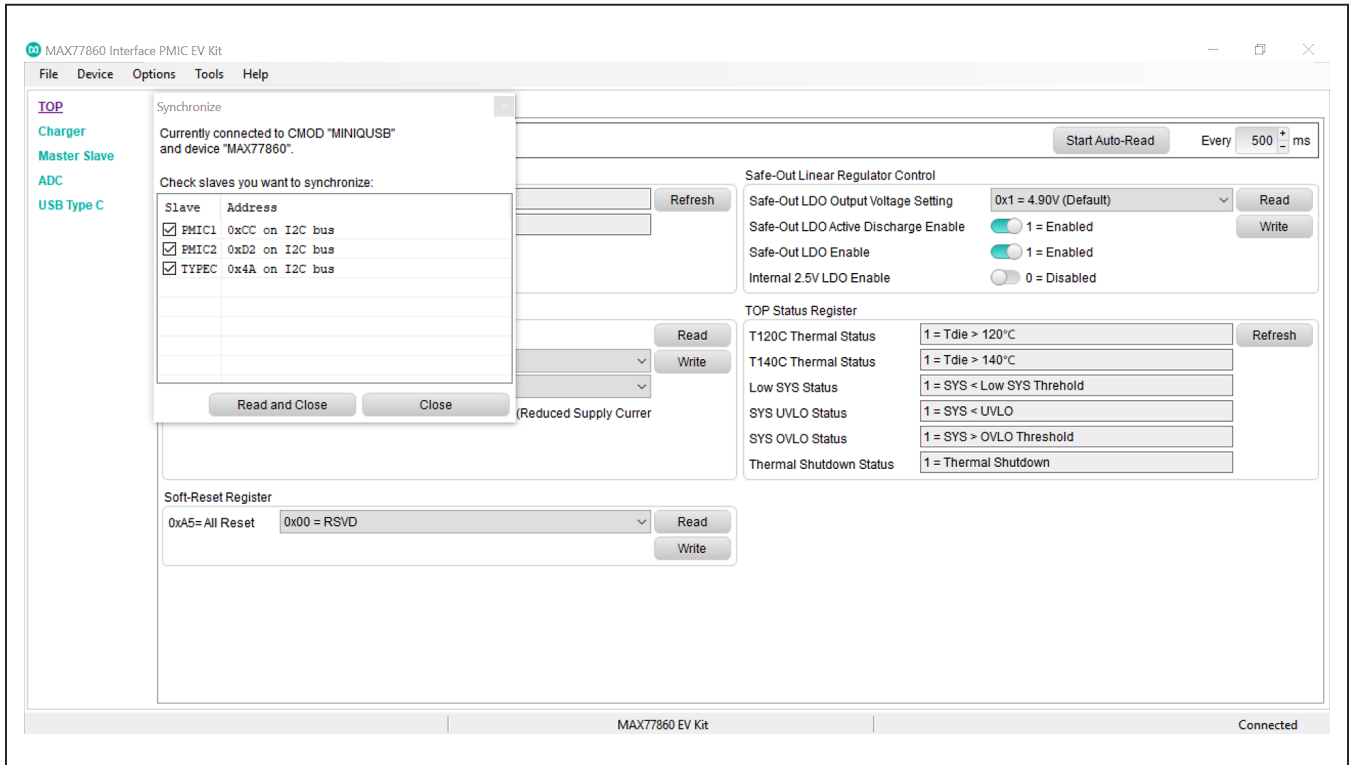 MAX77860 Interface PMIC EV Kit
File Device Options Tools Help
TOP
Charger
Master Slave
ADC
USB Type C
Synchronize
Currently connected to CMOD "MINIQUSB"
and device "MAX77860".
Check slaves you want to synchronize:
Slave Address
PMIC1 0xCC on I2C bus
PMIC2 0xD2 on I2C bus
TYPEC 0x4A on I2C bus
Read and Close Close
Start Auto-Read Every 500 ms
Refresh
Read
Write
(Reduced Supply Currer
Safe-Out Linear Regulator Control
Safe-Out LDO Output Voltage Setting 0x1 = 4.90V (Default) Read
Safe-Out LDO Active Discharge Enable 1 = Enabled Write
Safe-Out LDO Enable 1 = Enabled
Internal 2.5V LDO Enable 0 = Disabled
TOP Status Register
T120C Thermal Status 1 = Tdie > 120°C Refresh
T140C Thermal Status 1 = Tdie > 140°C
Low SYS Status 1 = SYS < Low SYS Threhold
SYS UVLO Status 1 = SYS < UVLO
SYS OVLO Status 1 = SYS > OVLO Threshold
Thermal Shutdown Status 1 = Thermal Shutdown
Soft-Reset Register
0xA5= All Reset 0x00 = RSVD Read
Write
MAX77860 EV Kit Connected